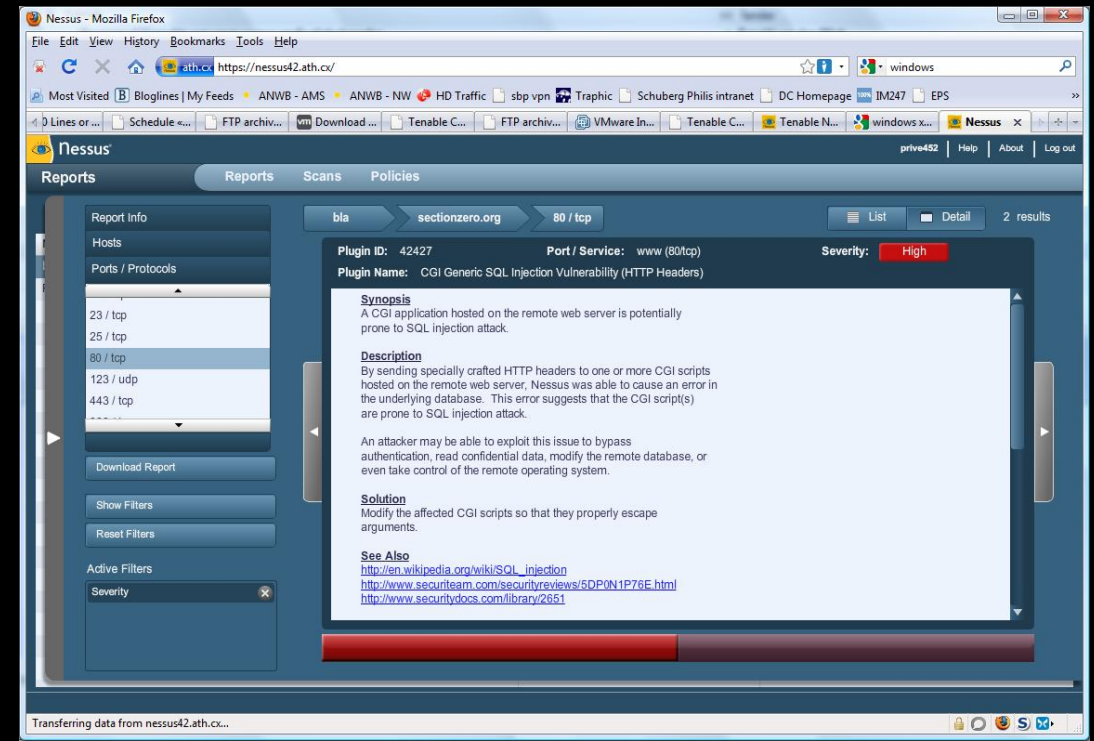 Nessus - Mozilla Firefox
File Edit View History Bookmarks Tools Help
ath.cx https://nessus42.ath.cx/
windows
Most Visited Bloglines | My Feeds ANWB - AMS ANWB - NW HD Traffic sbp vpn Traphic Schuberg Philis intranet DC Homepage IM247 EPS »
Lines or ... Schedule «... FTP archiv... Download ... Tenable C... FTP archiv... VMware In... Tenable C... Tenable N... windows x... Nessus
Nessus
prive452 | Help | About | Log out
Reports Reports Scans Policies
Report Info
Hosts
Ports / Protocols
23 / tcp
25 / tcp
80 / tcp
123 / udp
443 / tcp
Download Report
Show Filters
Reset Filters
Active Filters
Severity
bla sectionzero.org 80 / tcp List Detail 2 results
Plugin ID: 42427 Port / Service: www (80/tcp) Severity: High
Plugin Name: CGI Generic SQL Injection Vulnerability (HTTP Headers)
Synopsis
A CGI application hosted on the remote web server is potentially
prone to SQL injection attack.
Description
By sending specially crafted HTTP headers to one or more CGI scripts
hosted on the remote web server, Nessus was able to cause an error in
the underlying database. This error suggests that the CGI script(s)
are prone to SQL injection attack.
An attacker may be able to exploit this issue to bypass
authentication, read confidential data, modify the remote database, or
even take control of the remote operating system.
Solution
Modify the affected CGI scripts so that they properly escape
arguments.
See Also
http://en.wikipedia.org/wiki/SQL_injection
http://www.securiteam.com/securityreviews/5DP0N1P76E.html
http://www.securitydocs.com/library/2651
Transferring data from nessus42.ath.cx...